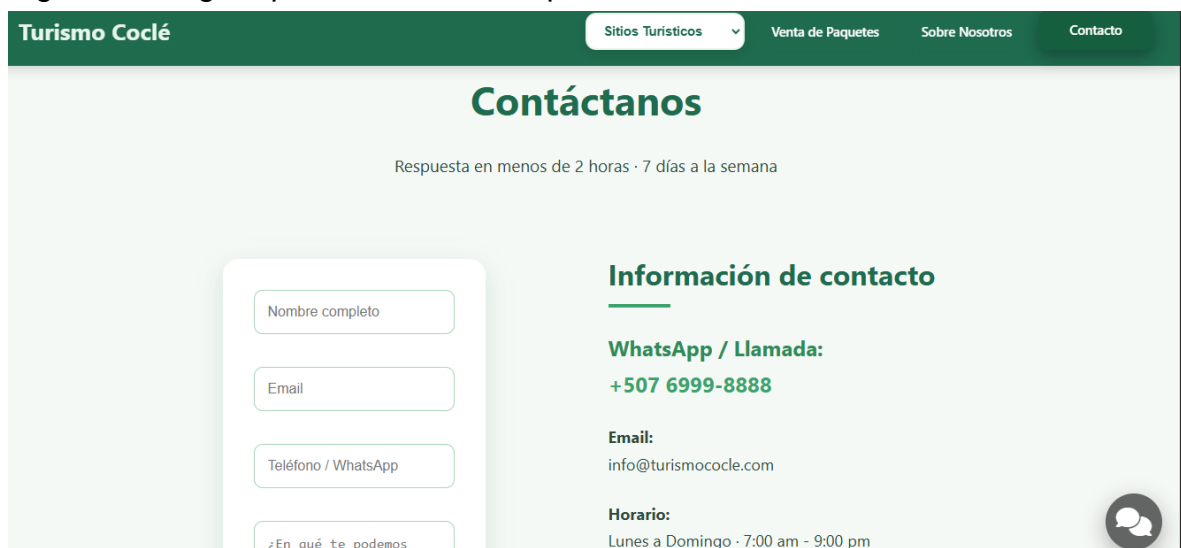 Turismo Coclé
Sitios Turísticos
Venta de Paquetes
Sobre Nosotros
Contacto
Contáctanos
Respuesta en menos de 2 horas · 7 días a la semana
Nombre completo
Email
Teléfono / WhatsApp
¿En qué te podemos
Información de contacto
WhatsApp / Llamada:
+507 6999-8888
Email:
info@turismococle.com
Horario:
Lunes a Domingo · 7:00 am - 9:00 pm